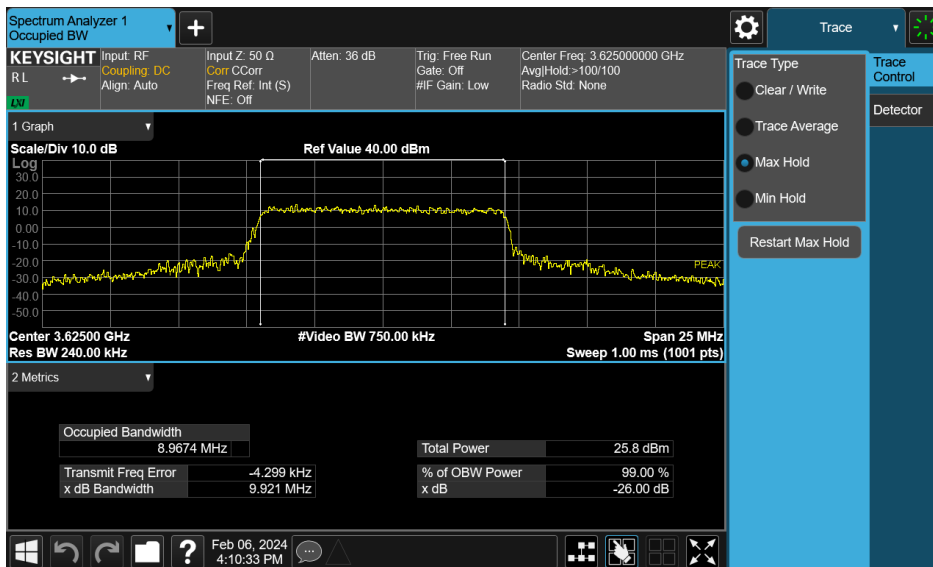 Spectrum Analyzer 1
Occupied BW
Trace
KEYSIGHT
R L
LXI
Input: RF
Coupling: DC
Align: Auto
Input Z: 50 Ω
Corr CCorr
Freq Ref: Int (S)
NFE: Off
Atten: 36 dB
Trig: Free Run
Gate: Off
#IF Gain: Low
Center Freq: 3.625000000 GHz
Avg|Hold:>100/100
Radio Std: None
1 Graph
Scale/Div 10.0 dB
Ref Value 40.00 dBm
Log
30.0
20.0
10.0
0.00
-10.0
-20.0
-30.0
-40.0
-50.0
PEAK
Center 3.62500 GHz
#Video BW 750.00 kHz
Span 25 MHz
Res BW 240.00 kHz
Sweep 1.00 ms (1001 pts)
2 Metrics
Occupied Bandwidth
8.9674 MHz
Total Power 25.8 dBm
Transmit Freq Error -4.299 kHz
% of OBW Power 99.00 %
x dB Bandwidth 9.921 MHz
x dB -26.00 dB
?
Feb 06, 2024
4:10:33 PM
Trace Type
Clear / Write
Trace Average
Max Hold
Min Hold
Restart Max Hold
Trace
Control
Detector